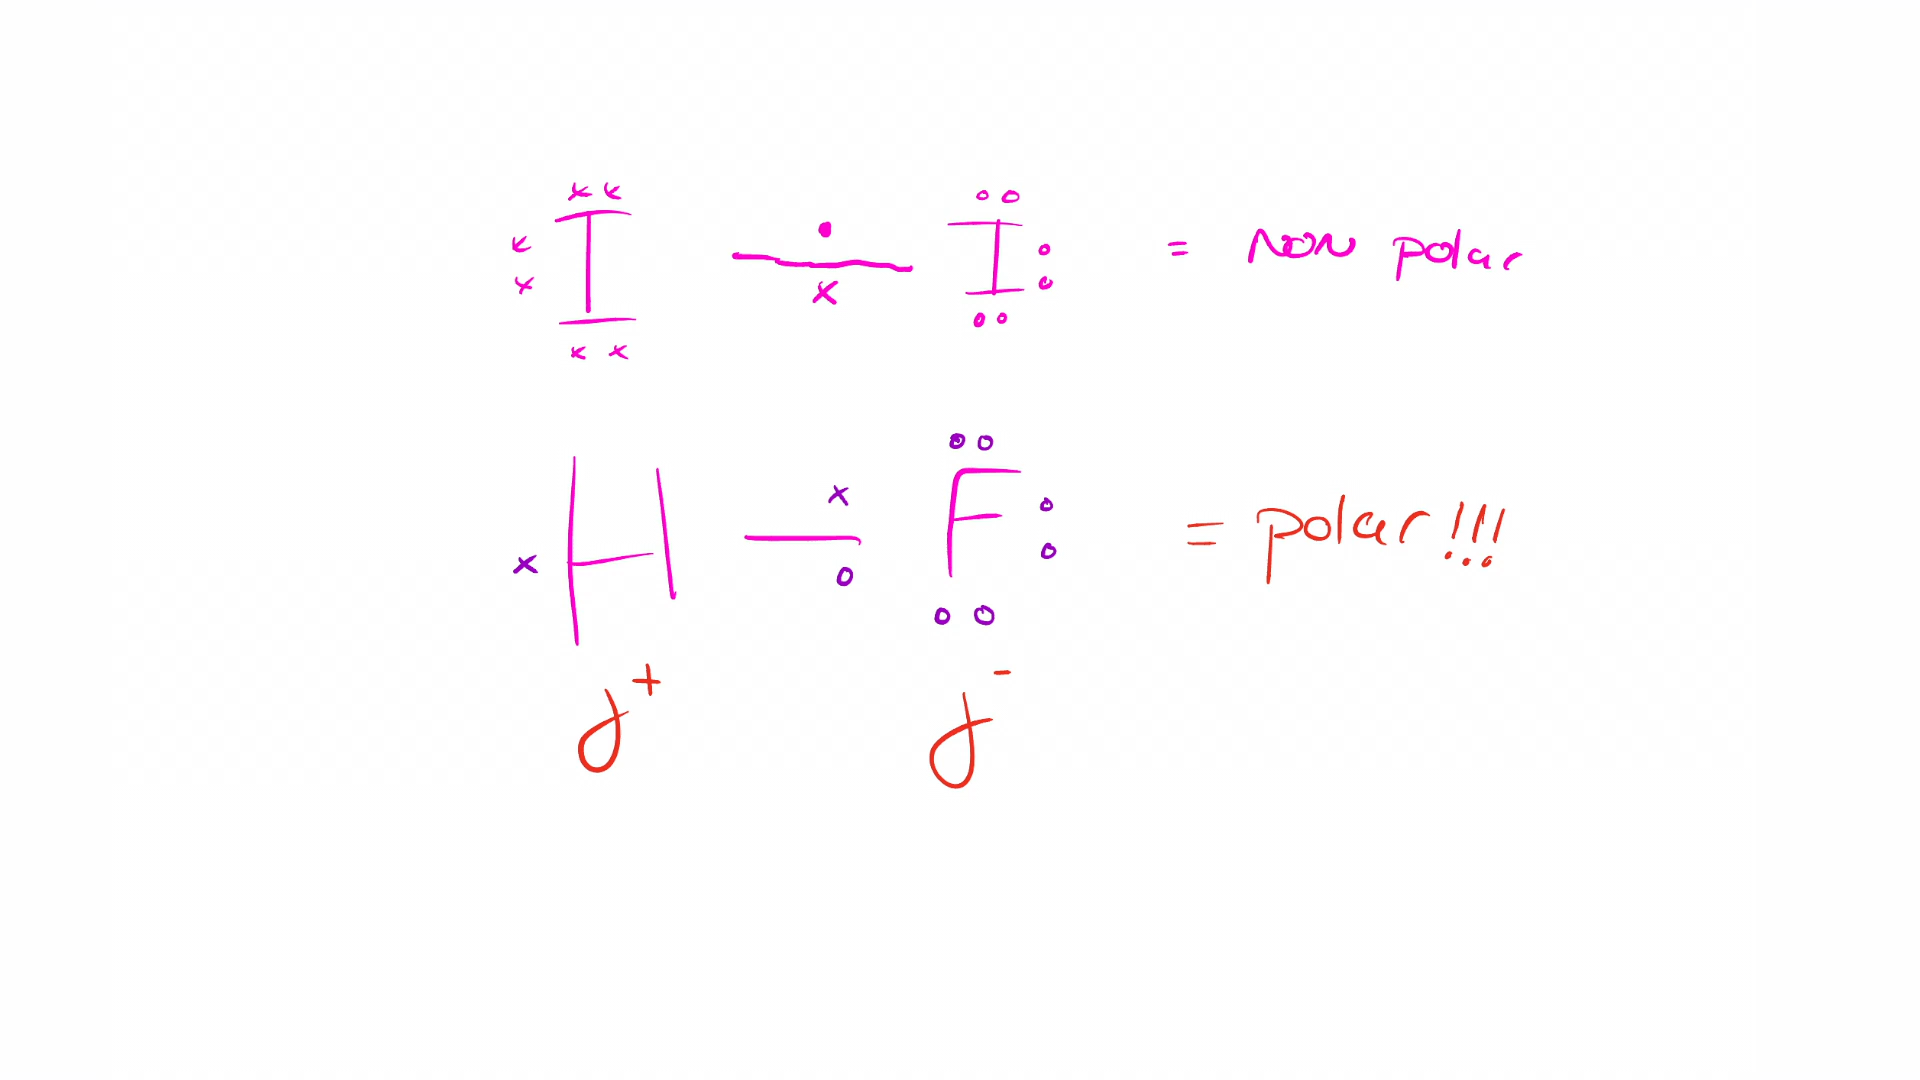 x x
x x I x x — • x I o o o o o o = NON polar
x H — x o F o o o o o o = polar!!!
δ+ δ-